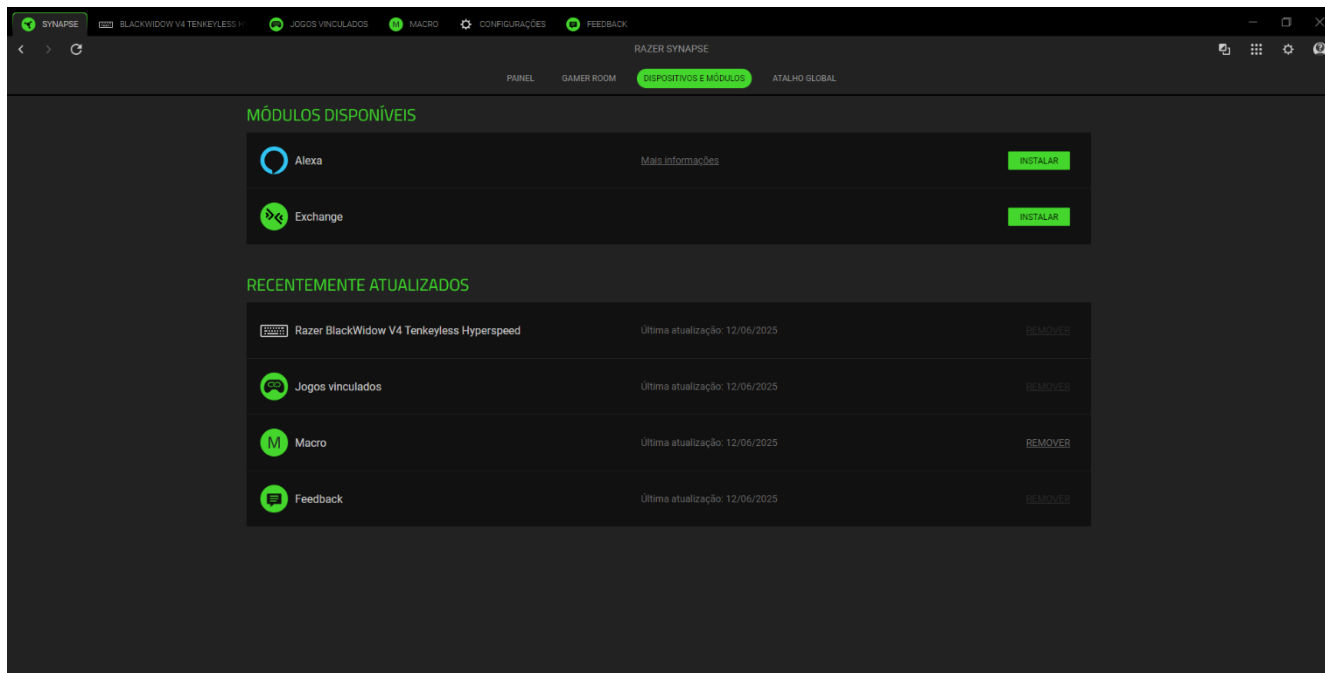 SYNAPSE BLACKWIDOW V4 TENKEYLESS H JOGOS VINCULADOS M MACRO CONFIGURAÇÕES FEEDBACK
RAZER SYNAPSE
PAINEL GAMER ROOM DISPOSITIVOS E MÓDULOS ATALHO GLOBAL
MÓDULOS DISPONÍVEIS
Alexa Mais informações INSTALAR
Exchange INSTALAR
RECENTEMENTE ATUALIZADOS
Razer BlackWidow V4 Tenkeyless Hyperspeed Última atualização: 12/06/2025 REMOVER
Jogos vinculados Última atualização: 12/06/2025 REMOVER
M Macro Última atualização: 12/06/2025 REMOVER
Feedback Última atualização: 12/06/2025 REMOVER